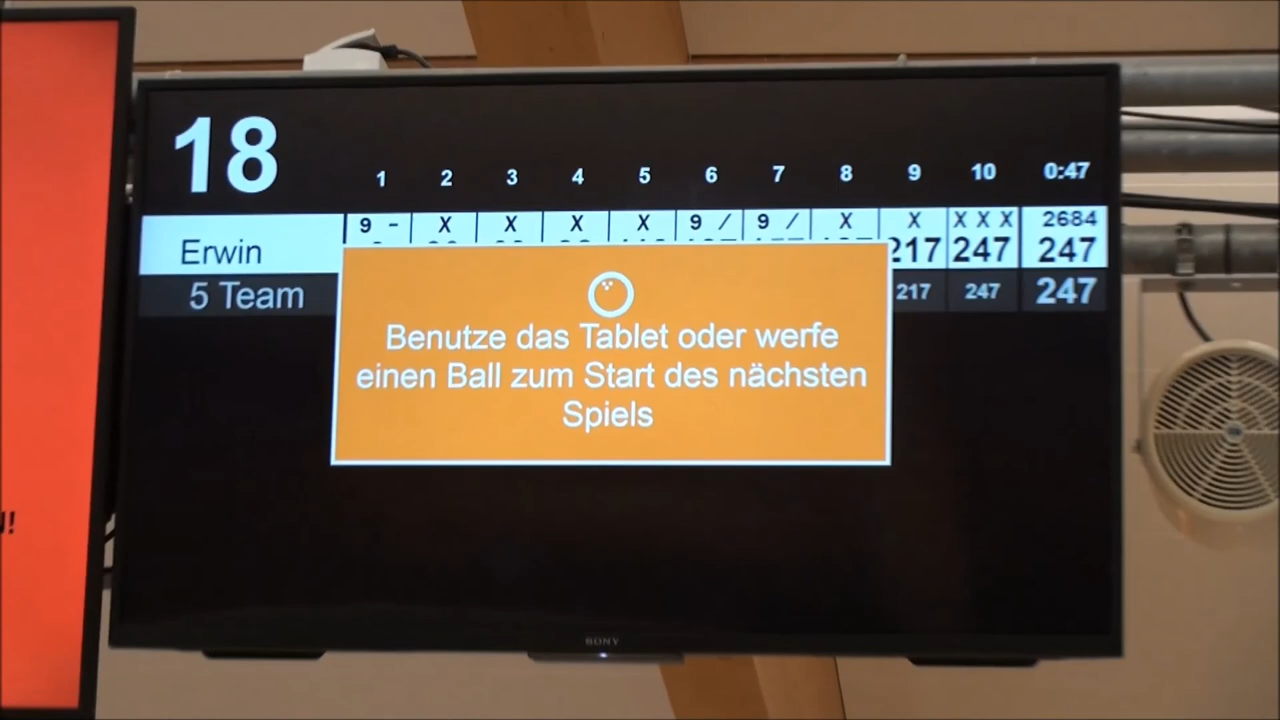 18
1 2 3 4 5 6 7 8 9 10 0:47
9 - X X X X 9 / 9 / X X X X X 2684
Erwin 217 247 247
5 Team 217 247 247
Benutze das Tablet oder werfe
einen Ball zum Start des nächsten
Spiels
SONY